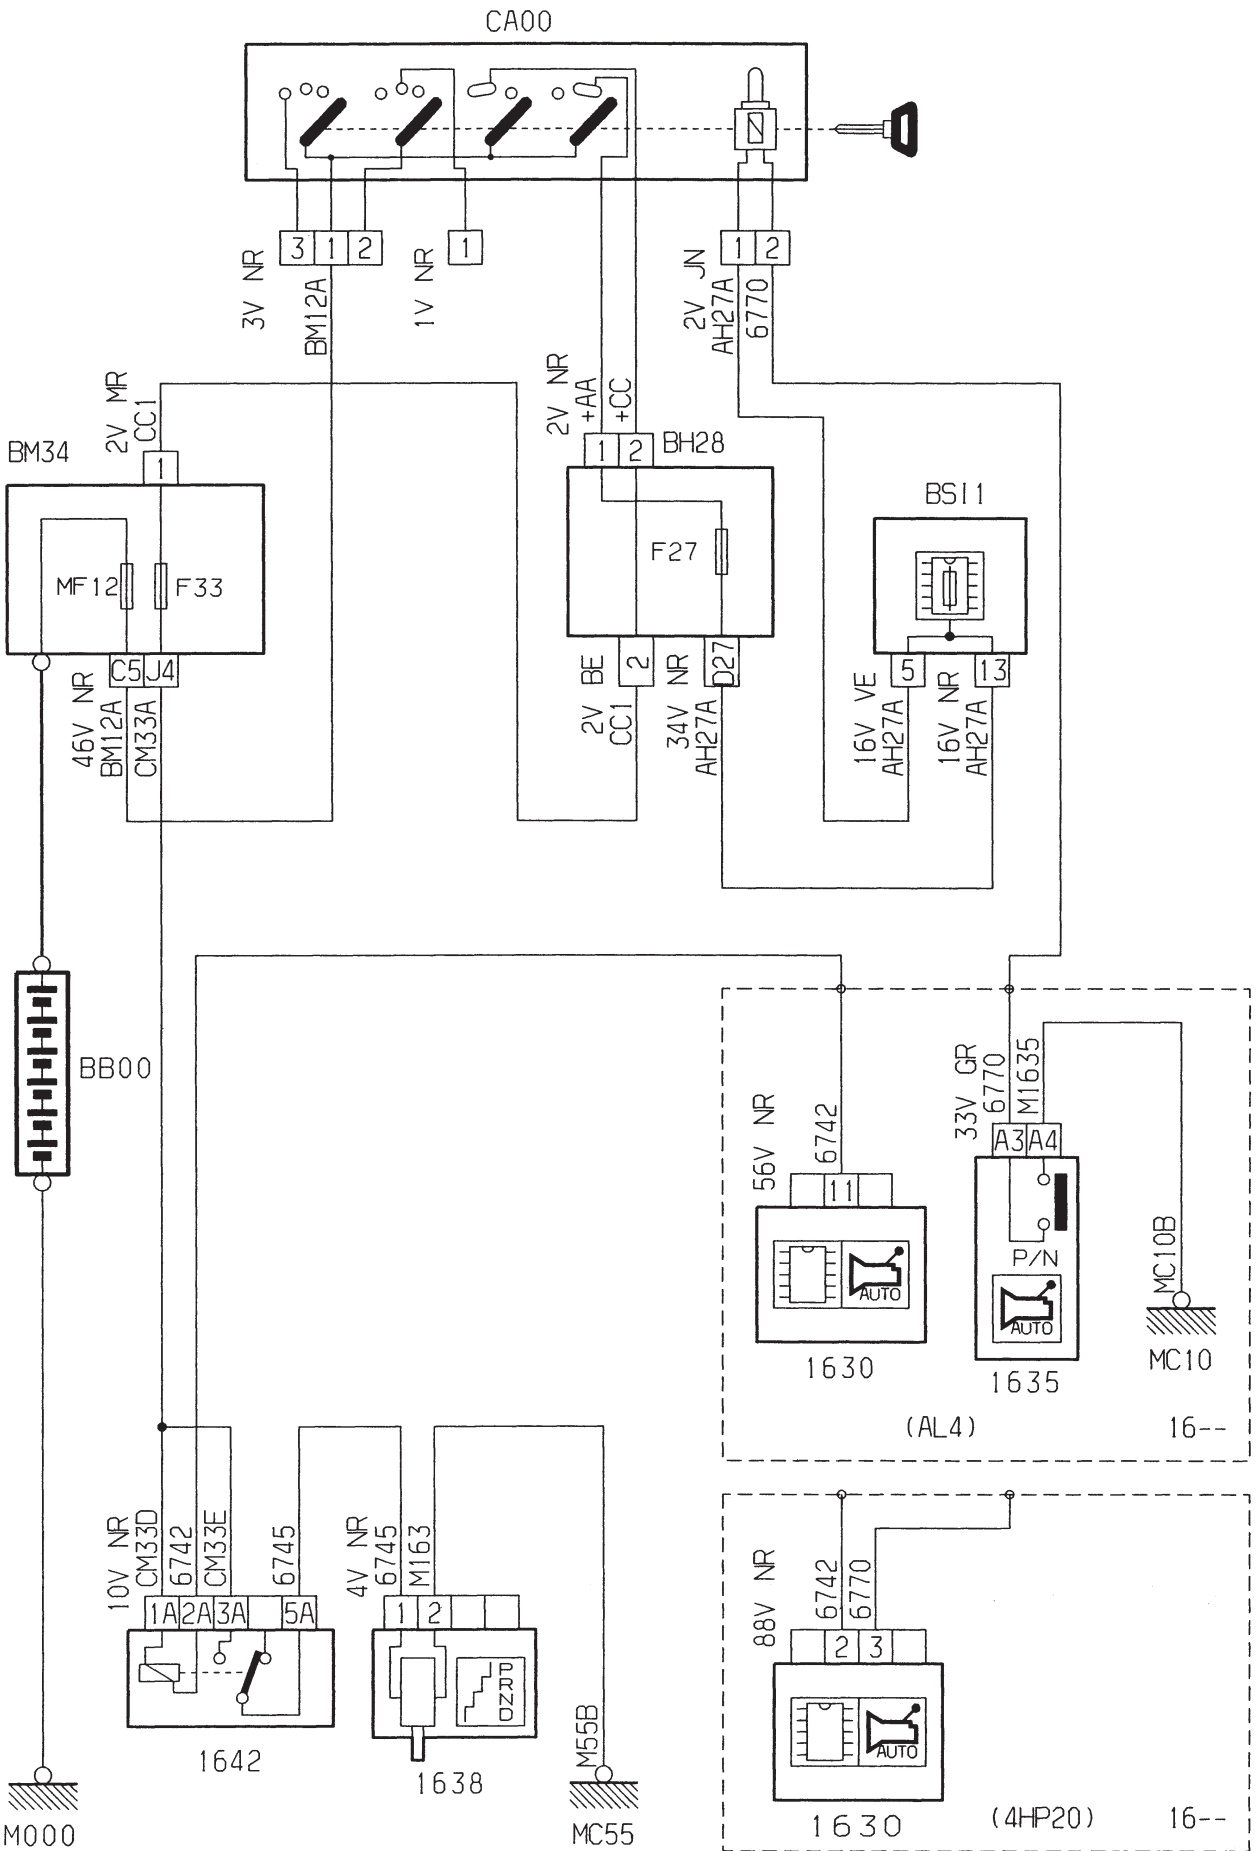 CA00
3 1 2
1
1 2
3V NR
BM12A
1V NR
2V JN
AH27A
6770
2V MR
CC1
2V NR
+AA
+CC
BM34
1
1 2
BH28
BSI1
MF12
F33
F27
C5 J4
2
D27
5
13
46V NR
BM12A
CM33A
2V BE
CC1
34V NR
AH27A
16V VE
AH27A
16V NR
AH27A
BB00
33V GR
6770
M1635
56V NR
6742
A3 A4
11
P/N
MC10B
AUTO
AUTO
1630
1635
MC10
(AL4)
16--
10V NR
CM33D
6742
CM33E
6745
4V NR
6745
M163
88V NR
6742
6770
1A 2A 3A 5A
1 2
2 3
P
R
N
D
M55B
AUTO
1642
1638
M000
MC55
1630
(4HP20)
16--